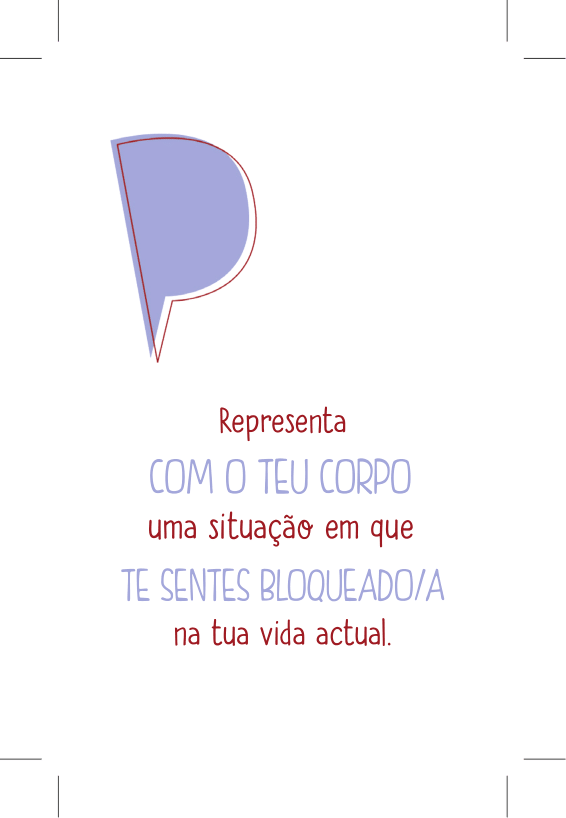 P
Representa
COM O TEU CORPO
uma situação em que
TE SENTES BLOQUEADO/A
na tua vida actual.